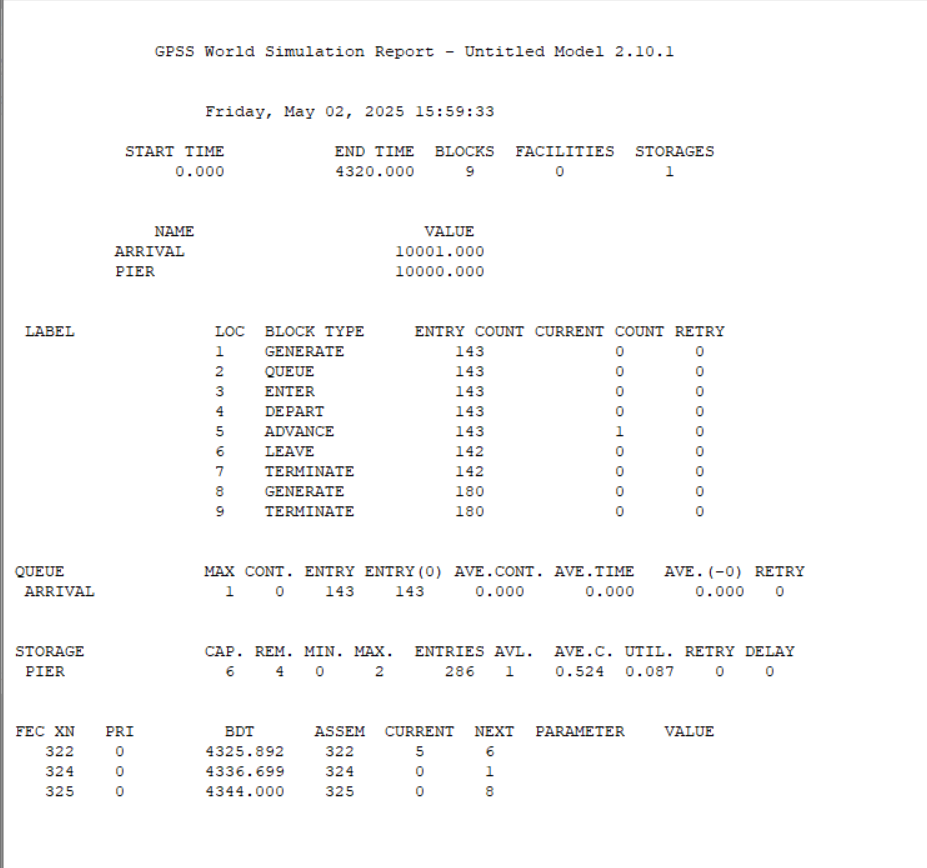 GPSS World Simulation Report - Untitled Model 2.10.1
Friday, May 02, 2025 15:59:33
START TIME END TIME BLOCKS FACILITIES STORAGES
0.000 4320.000 9 0 1
NAME VALUE
ARRIVAL 10001.000
PIER 10000.000
LABEL LOC BLOCK TYPE ENTRY COUNT CURRENT COUNT RETRY
1 GENERATE 143 0 0
2 QUEUE 143 0 0
3 ENTER 143 0 0
4 DEPART 143 0 0
5 ADVANCE 143 1 0
6 LEAVE 142 0 0
7 TERMINATE 142 0 0
8 GENERATE 180 0 0
9 TERMINATE 180 0 0
QUEUE MAX CONT. ENTRY ENTRY(0) AVE.CONT. AVE.TIME AVE.(-0) RETRY
ARRIVAL 1 0 143 143 0.000 0.000 0.000 0
STORAGE CAP. REM. MIN. MAX. ENTRIES AVL. AVE.C. UTIL. RETRY DELAY
PIER 6 4 0 2 286 1 0.524 0.087 0 0
FEC XN PRI BDT ASSEM CURRENT NEXT PARAMETER VALUE
322 0 4325.892 322 5 6
324 0 4336.699 324 0 1
325 0 4344.000 325 0 8